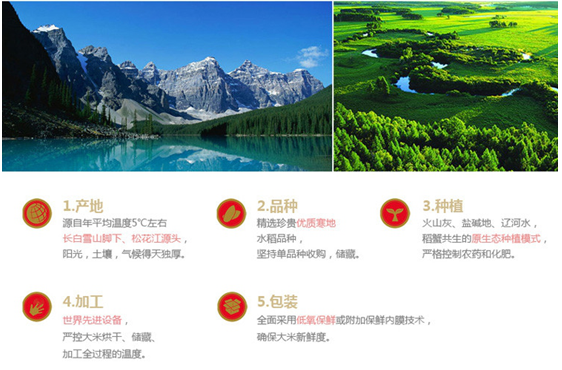 1.产地
源自年平均温度5℃左右
长白雪山脚下、松花江源头，
阳光，土壤，气候得天独厚。
2.品种
精选珍贵优质寒地
水稻品种，
坚持单品种收购，储藏。
3.种植
火山灰、盐碱地、辽河水，
稻蟹共生的原生态种植模式，
严格控制农药和化肥。
4.加工
世界先进设备，
严控大米烘干、储藏、
加工全过程的温度。
5.包装
全面采用低氧保鲜或附加保鲜内膜技术，
确保大米新鲜度。